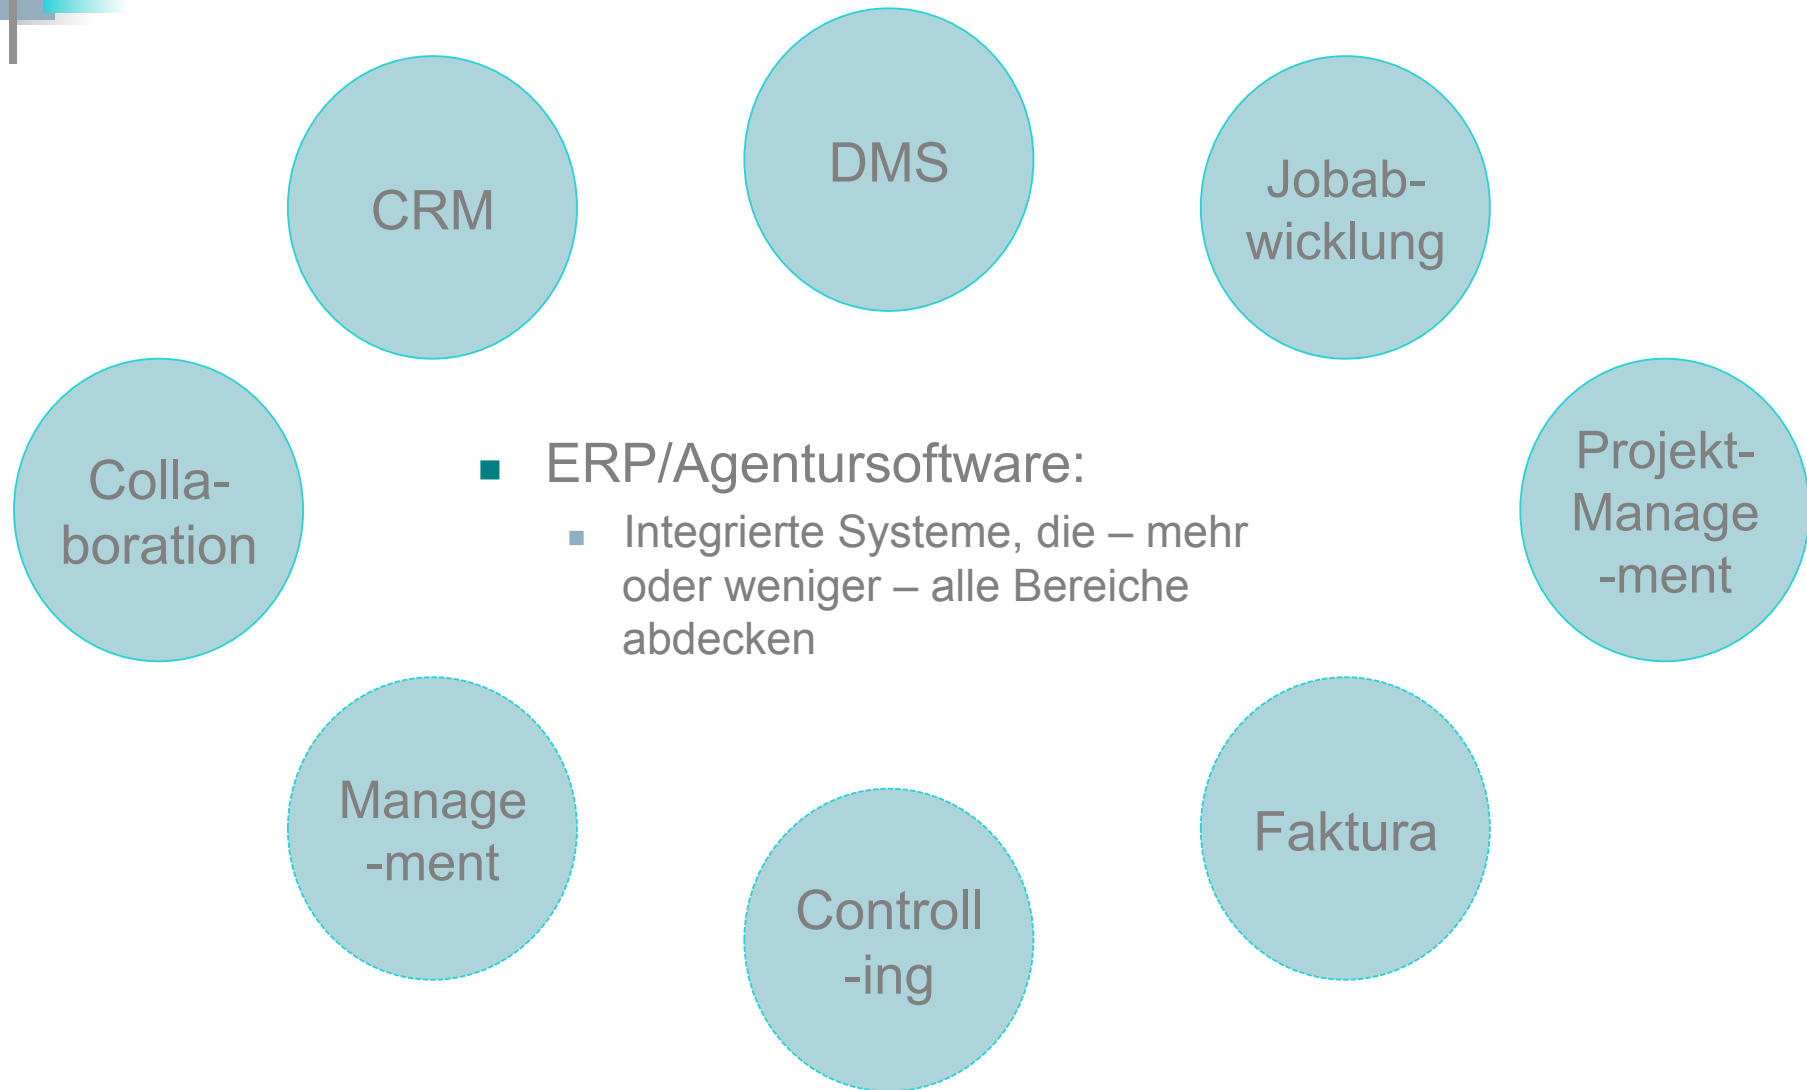 DMS
CRM
Jobab-
wicklung
Colla-
boration
ERP/Agentursoftware:
Integrierte Systeme, die – mehr
oder weniger – alle Bereiche
abdecken
Projekt-
Manage
-ment
Manage
-ment
Controll
-ing
Faktura